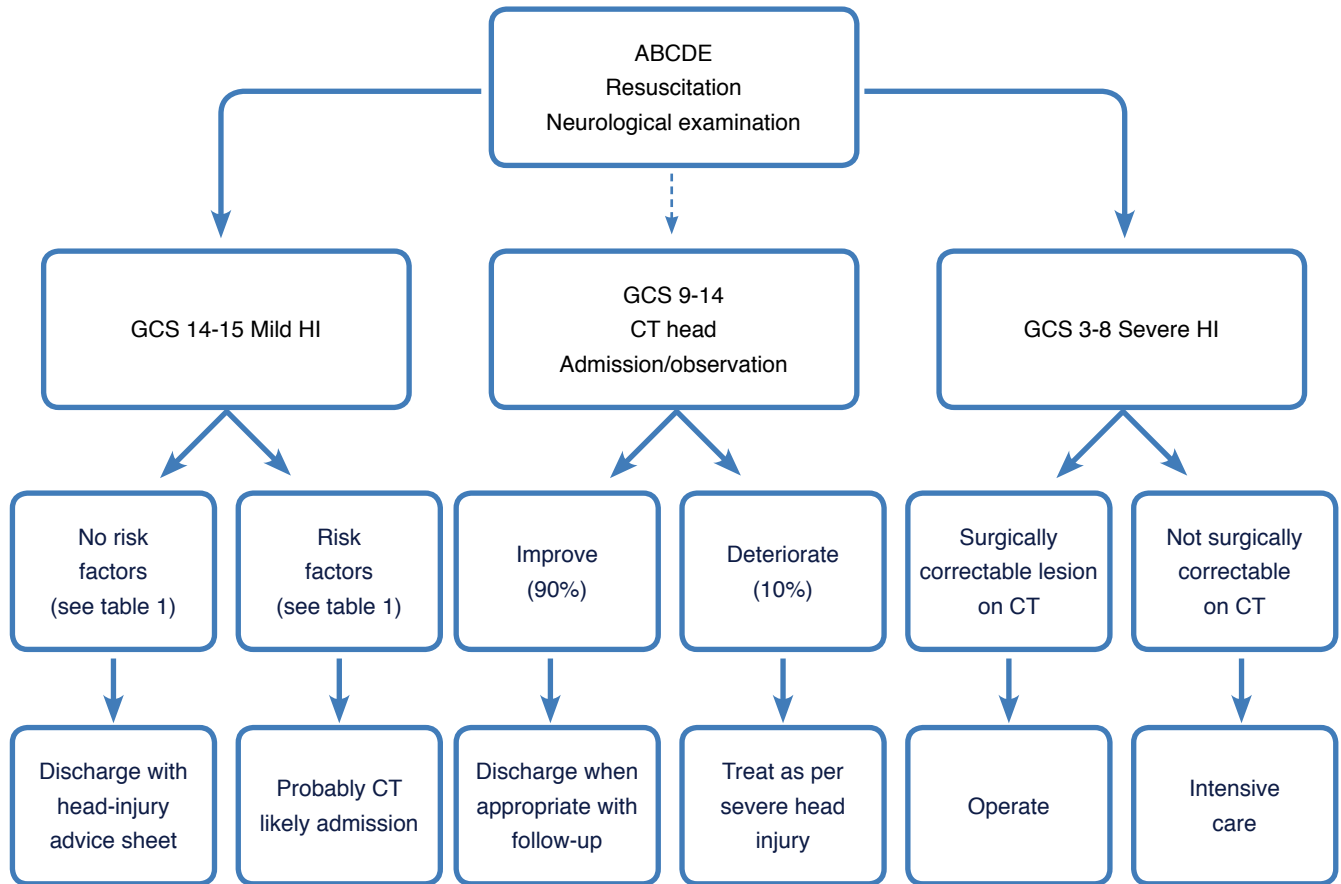 ABCDE
Resuscitation
Neurological examination
GCS 14-15 Mild HI
GCS 9-14
CT head
Admission/observation
GCS 3-8 Severe HI
No risk
factors
(see table 1)
Risk
factors
(see table 1)
Improve
(90%)
Deteriorate
(10%)
Surgically
correctable lesion
on CT
Not surgically
correctable
on CT
Discharge with
head-injury
advice sheet
Probably CT
likely admission
Discharge when
appropriate with
follow-up
Treat as per
severe head
injury
Operate
Intensive
care